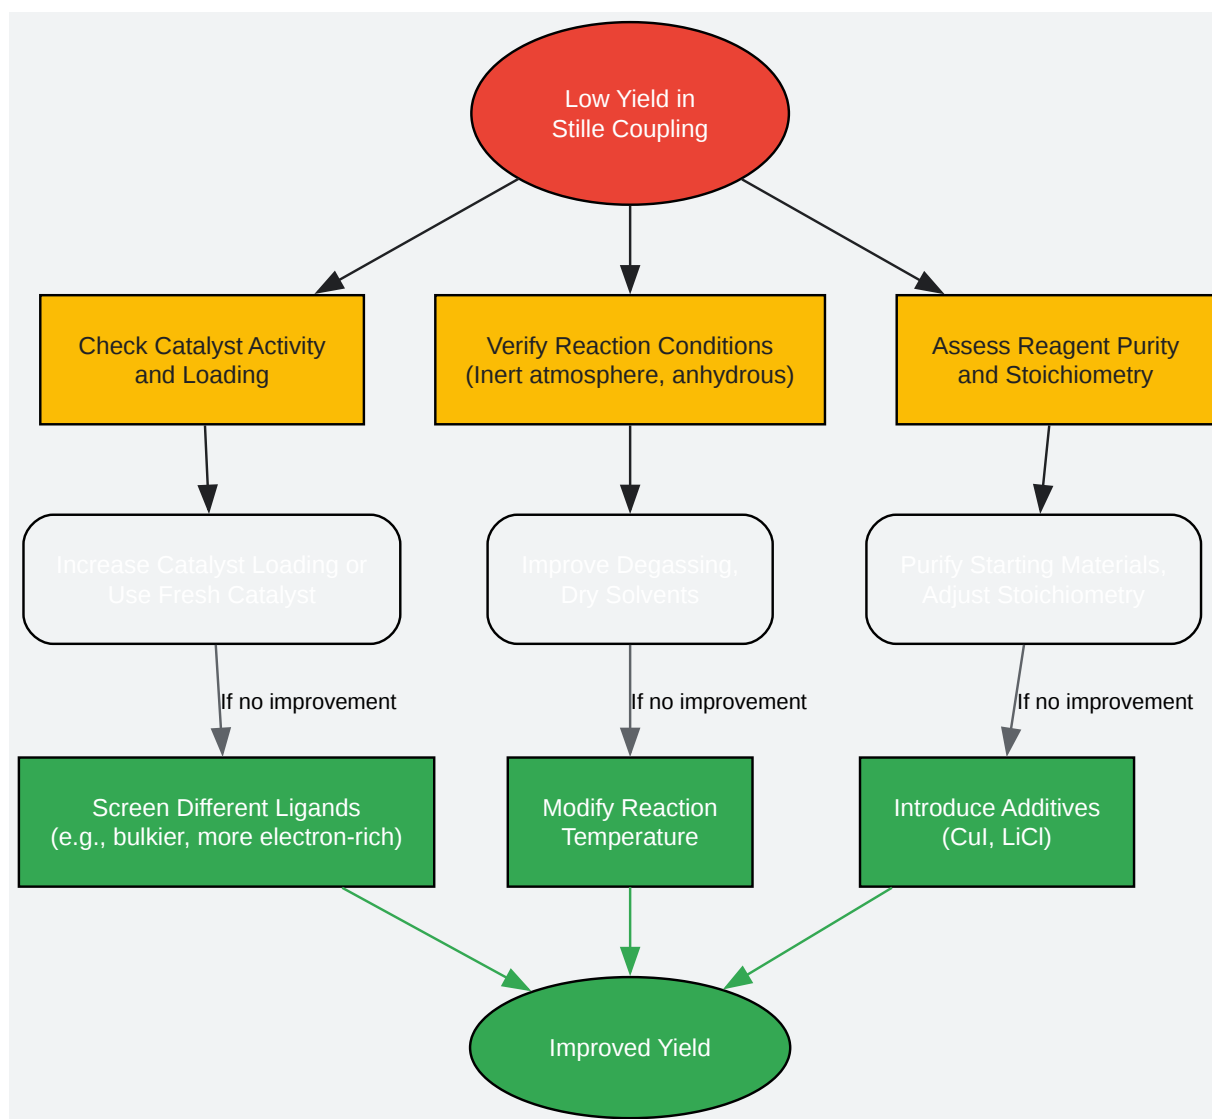 Low Yield in
Stille Coupling
Check Catalyst Activity
and Loading
Verify Reaction Conditions
(Inert atmosphere, anhydrous)
Assess Reagent Purity
and Stoichiometry
Increase Catalyst Loading or
Use Fresh Catalyst
Improve Degassing,
Dry Solvents
Purify Starting Materials,
Adjust Stoichiometry
If no improvement
If no improvement
If no improvement
Screen Different Ligands
(e.g., bulkier, more electron-rich)
Modify Reaction
Temperature
Introduce Additives
(CuI, LiCl)
Improved Yield